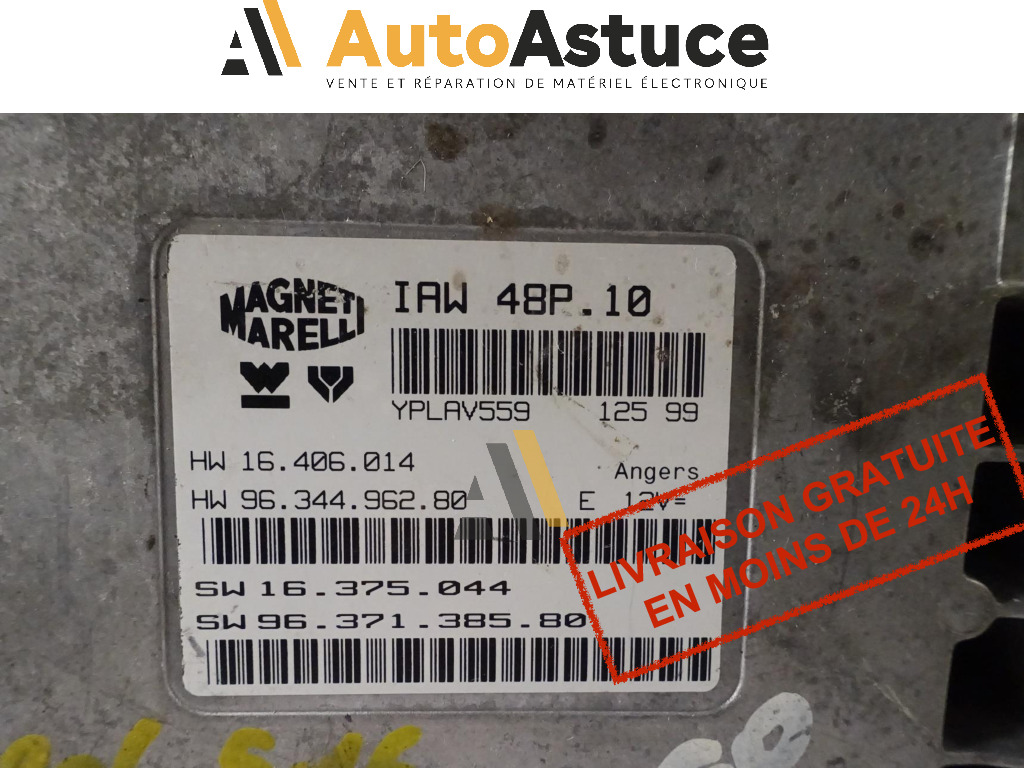 AutoAstuce
VENTE ET RÉPARATION DE MATÉRIEL ÉLECTRONIQUE
MAGNETI
MARELLI
IAW 48P.10
YPLAV559 125 99
HW 16.406.014
Angers
HW 96.344.962.80 E 12V=
SW 16.375.044
SW 96.371.385.80
LIVRAISON GRATUITE
EN MOINS DE 24H